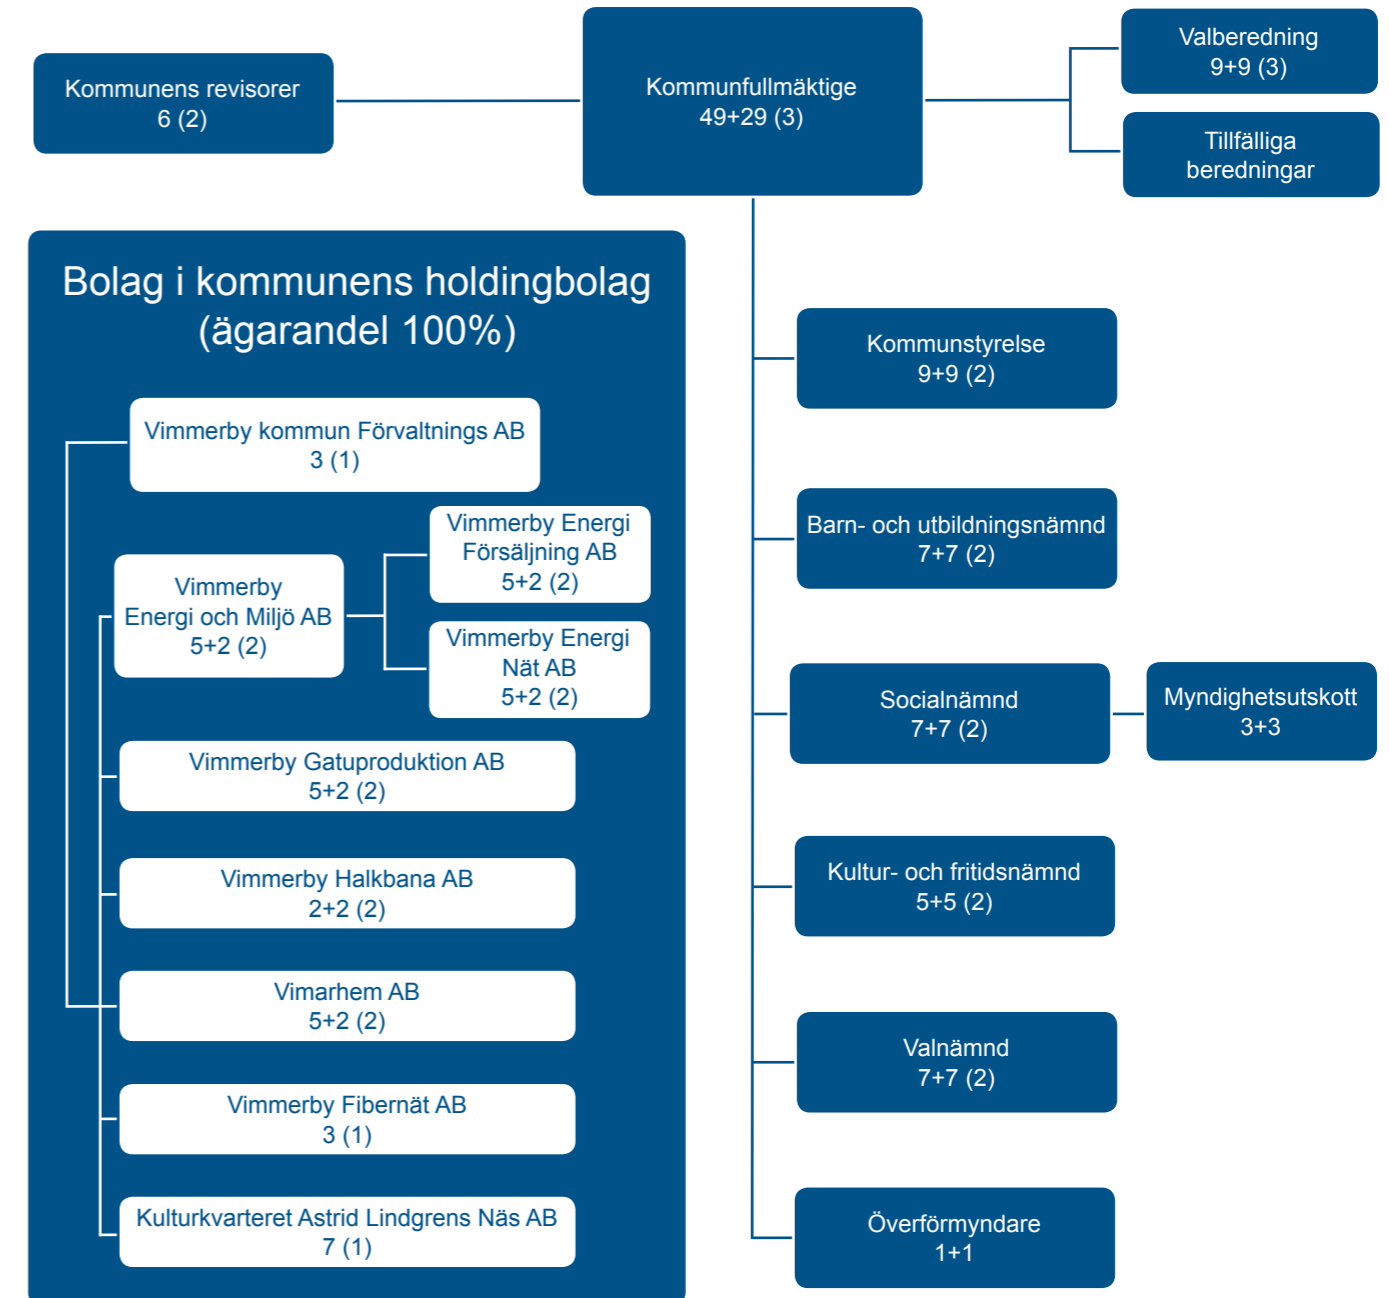 Kommunens revisorer
6 (2)
Kommunfullmäktige
49+29 (3)
Valberedning
9+9 (3)
Tillfälliga
beredningar
Bolag i kommunens holdingbolag
(ägarandel 100%)
Vimmerby kommun Förvaltnings AB
3 (1)
Vimmerby
Energi och Miljö AB
5+2 (2)
Vimmerby Energi
Försäljning AB
5+2 (2)
Vimmerby Energi
Nät AB
5+2 (2)
Vimmerby Gatuproduktion AB
5+2 (2)
Vimmerby Halkbana AB
2+2 (2)
Vimarhem AB
5+2 (2)
Vimmerby Fibernät AB
3 (1)
Kulturkvarteret Astrid Lindgrens Näs AB
7 (1)
Kommunstyrelse
9+9 (2)
Barn- och utbildningsnämnd
7+7 (2)
Socialnämnd
7+7 (2)
Myndighetsutskott
3+3
Kultur- och fritidsnämnd
5+5 (2)
Valnämnd
7+7 (2)
Överförmyndare
1+1